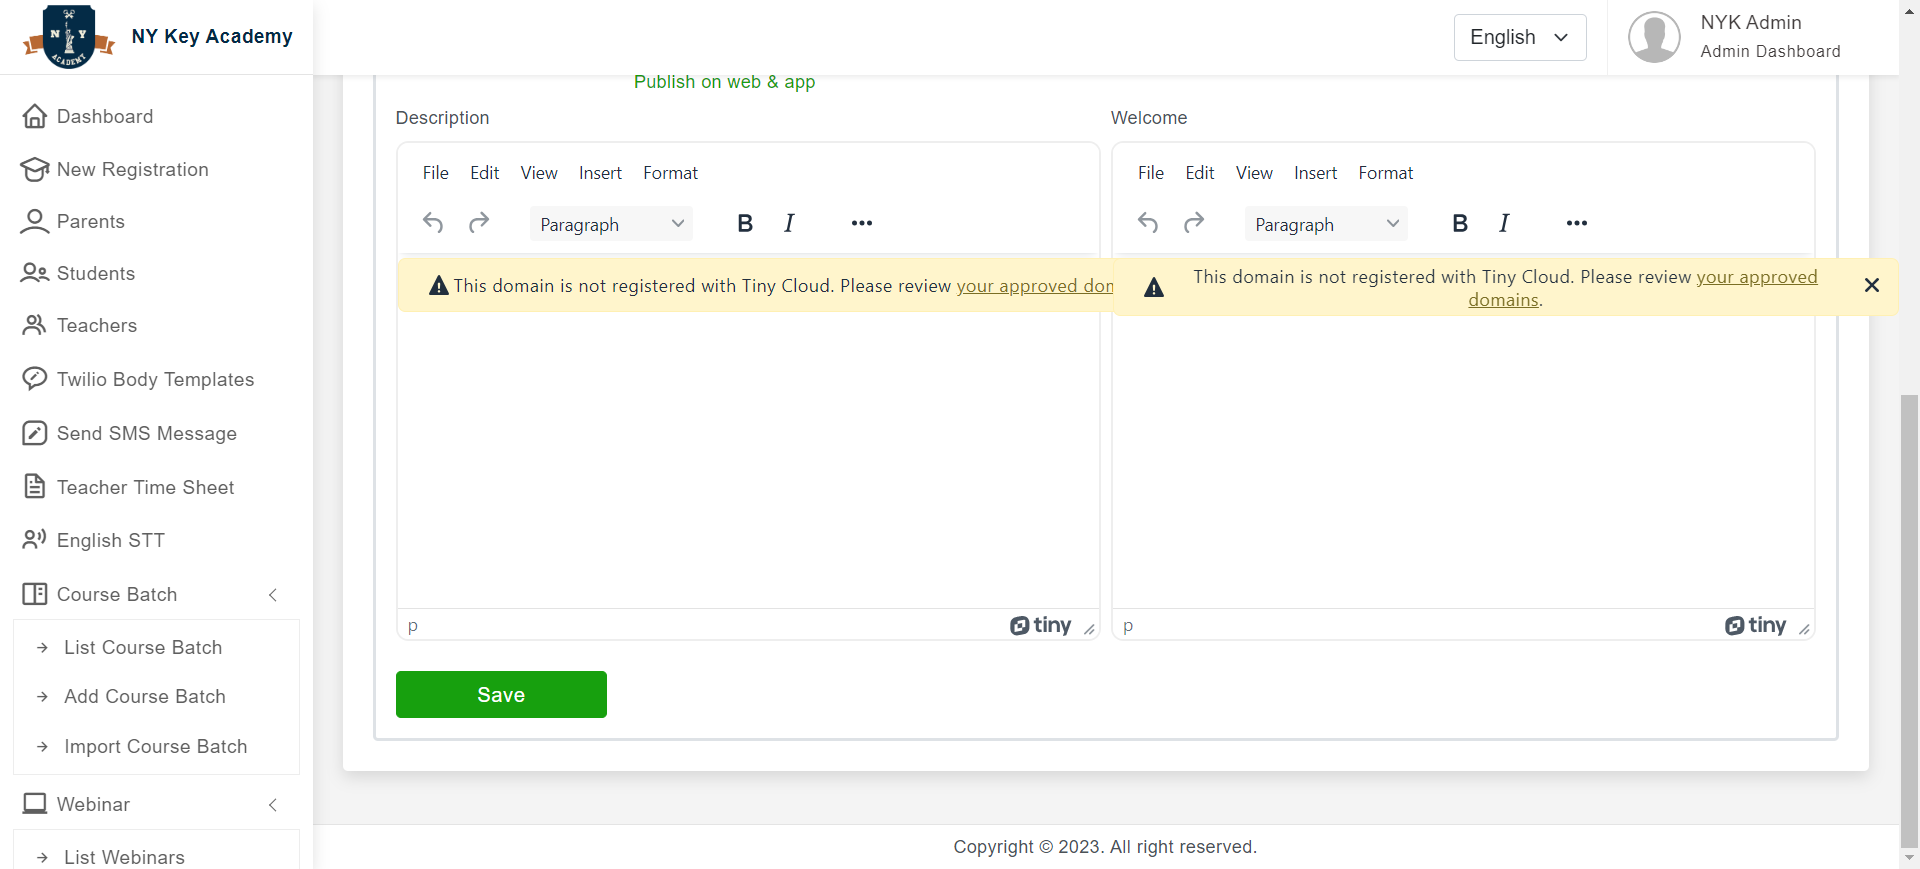 N Y
ACADEMY
NY Key Academy
English
NYK Admin
Admin Dashboard
Dashboard
New Registration
Parents
Students
Teachers
Twilio Body Templates
Send SMS Message
Teacher Time Sheet
English STT
Course Batch
List Course Batch
Add Course Batch
Import Course Batch
Webinar
List Webinars
Publish on web & app
Description
File Edit View Insert Format
Paragraph B I
This domain is not registered with Tiny Cloud. Please review your approved dom
p tiny
Welcome
File Edit View Insert Format
Paragraph B I
This domain is not registered with Tiny Cloud. Please review your approved
domains.
p tiny
Save
Copyright © 2023. All right reserved.